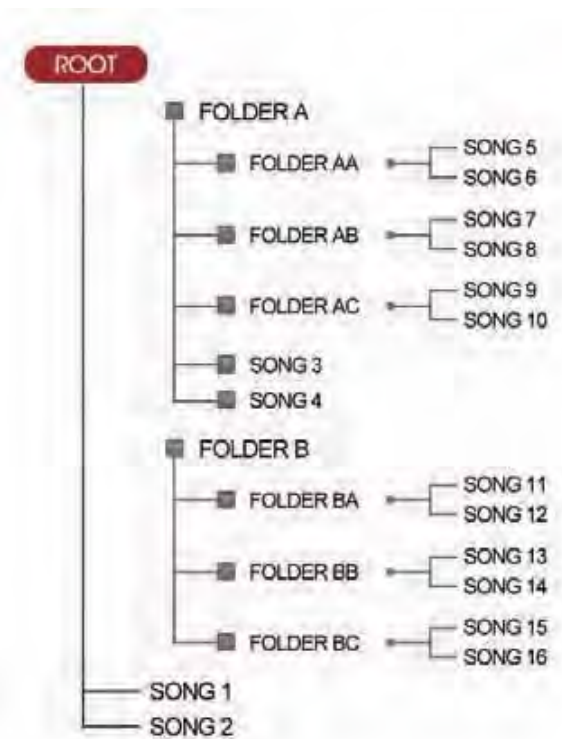 ROOT
FOLDER A
FOLDER AA
SONG 5
SONG 6
FOLDER AB
SONG 7
SONG 8
FOLDER AC
SONG 9
SONG 10
SONG 3
SONG 4
FOLDER B
FOLDER BA
SONG 11
SONG 12
FOLDER BB
SONG 13
SONG 14
FOLDER BC
SONG 15
SONG 16
SONG 1
SONG 2